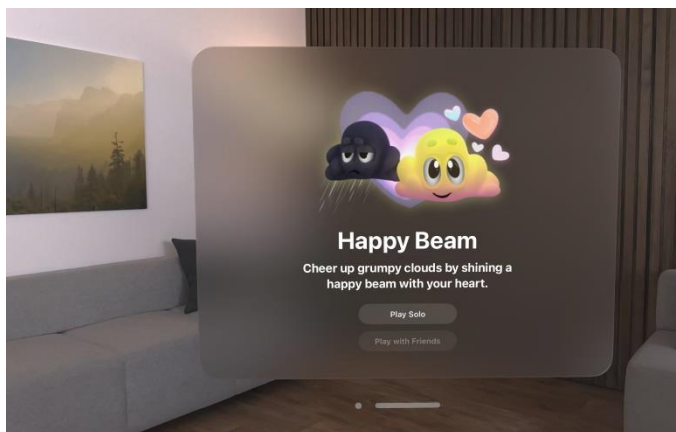 Happy Beam
Cheer up grumpy clouds by shining a
happy beam with your heart.
Play Solo
Play with Friends